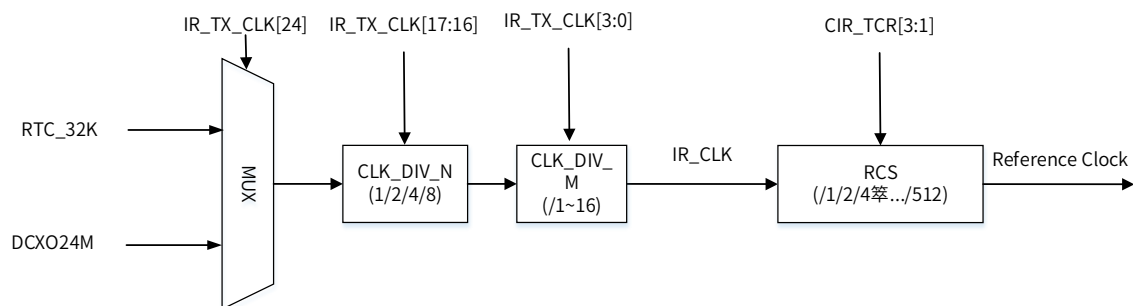 IR_TX_CLK[24]
IR_TX_CLK[17:16]
IR_TX_CLK[3:0]
CIR_TCR[3:1]
RTC_32K
DCXO24M
MUX
CLK_DIV_N
(1/2/4/8)
CLK_DIV_
M
(/1~16)
IR_CLK
RCS
(/1/2/4箤.../512)
Reference Clock